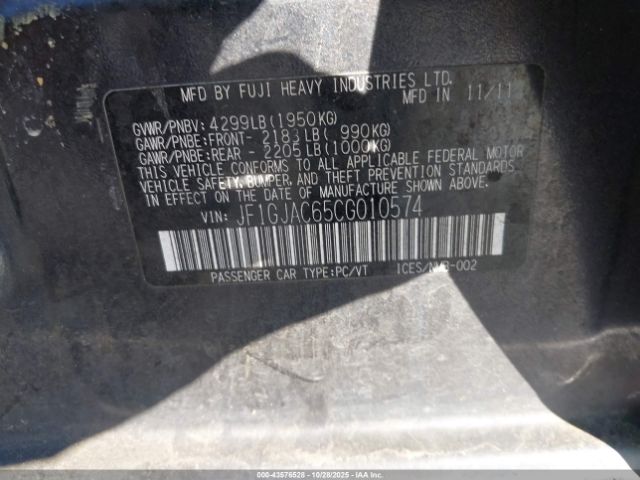 MFD BY FUJI HEAVY INDUSTRIES LTD.
MFD IN 11/11
GVWR/PNBV: 4299LB(1950KG)
GAWR/PNBE:FRONT- 2183LB( 990KG)
GAWR/PNBE:REAR - 2205LB(1000KG)
THIS VEHICLE CONFORMS TO ALL APPLICABLE FEDERAL MOTOR
VEHICLE SAFETY, BUMPER, AND THEFT PREVENTION STANDARDS
IN EFFECT ON THE DATE OF MANUFACTURE SHOWN ABOVE.
VIN: JF1GJAC65CG010574
PASSENGER CAR TYPE:PC/VT ICES/NMB-002
000-43576528 - 10/28/2025 - IAA Inc.